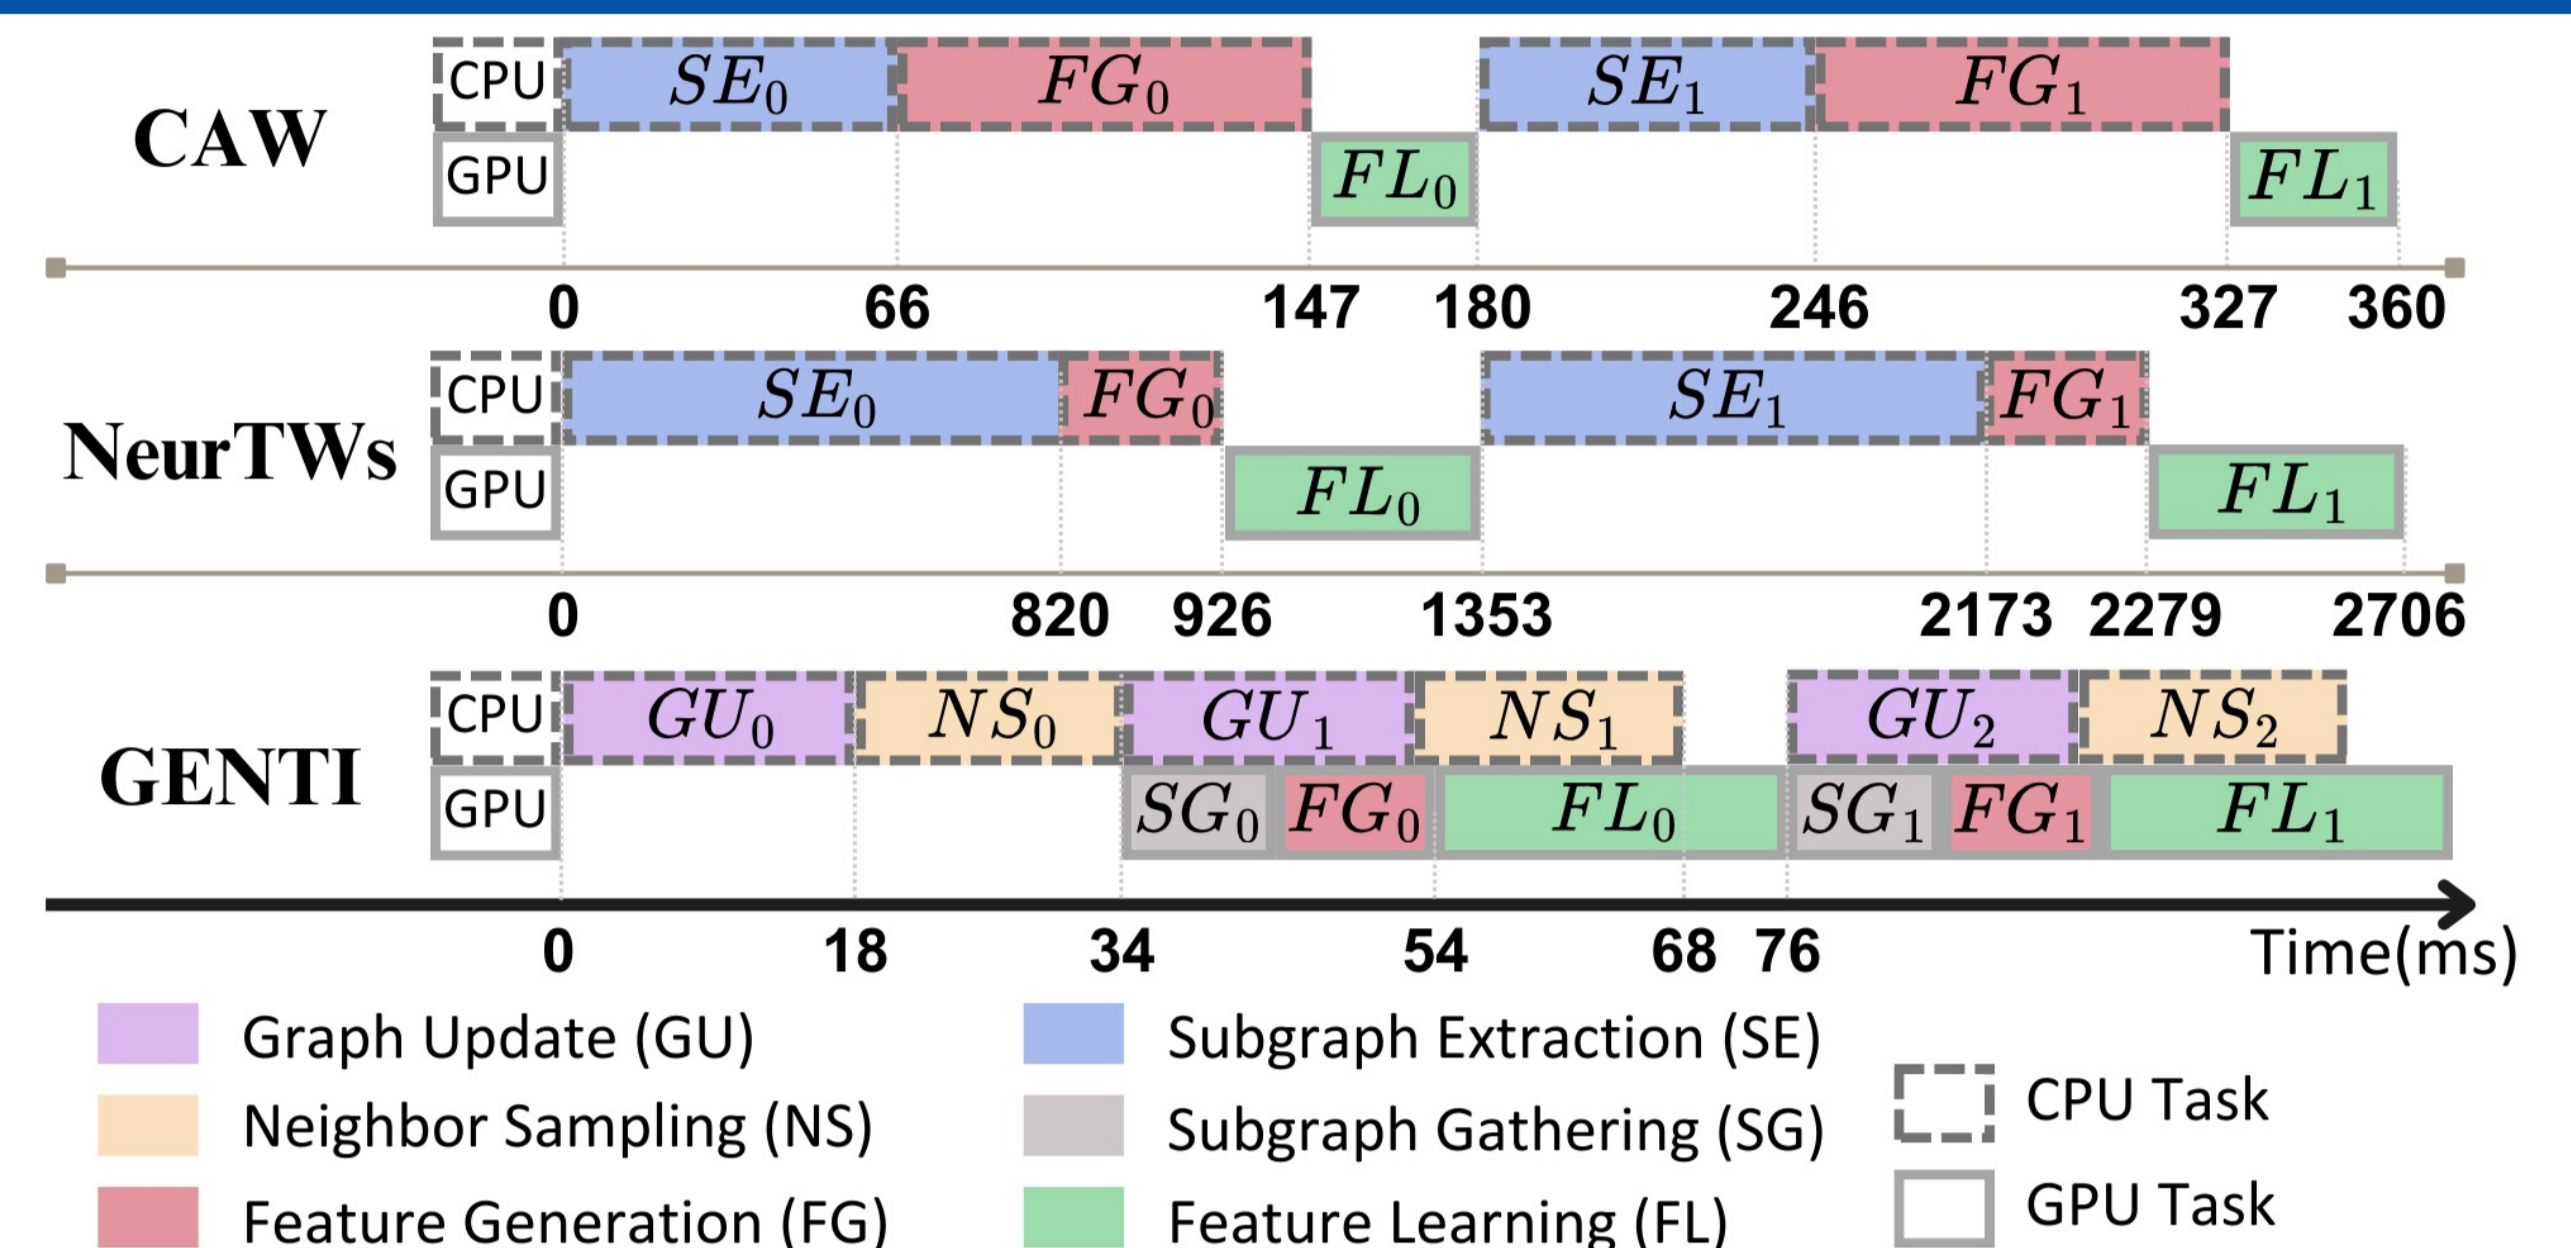 CAW
CPU SE₀ FG₀ SE₁ FG₁
GPU FL₀ FL₁
0 66 147 180 246 327 360
NeurTWs
CPU SE₀ FG₀ SE₁ FG₁
GPU FL₀ FL₁
0 820 926 1353 2173 2279 2706
GENTI
CPU GU₀ NS₀ GU₁ NS₁ GU₂ NS₂
GPU SG₀ FG₀ FL₀ SG₁ FG₁ FL₁
0 18 34 54 68 76 Time(ms)
Graph Update (GU)
Neighbor Sampling (NS)
Feature Generation (FG)
Subgraph Extraction (SE)
Subgraph Gathering (SG)
Feature Learning (FL)
CPU Task
GPU Task